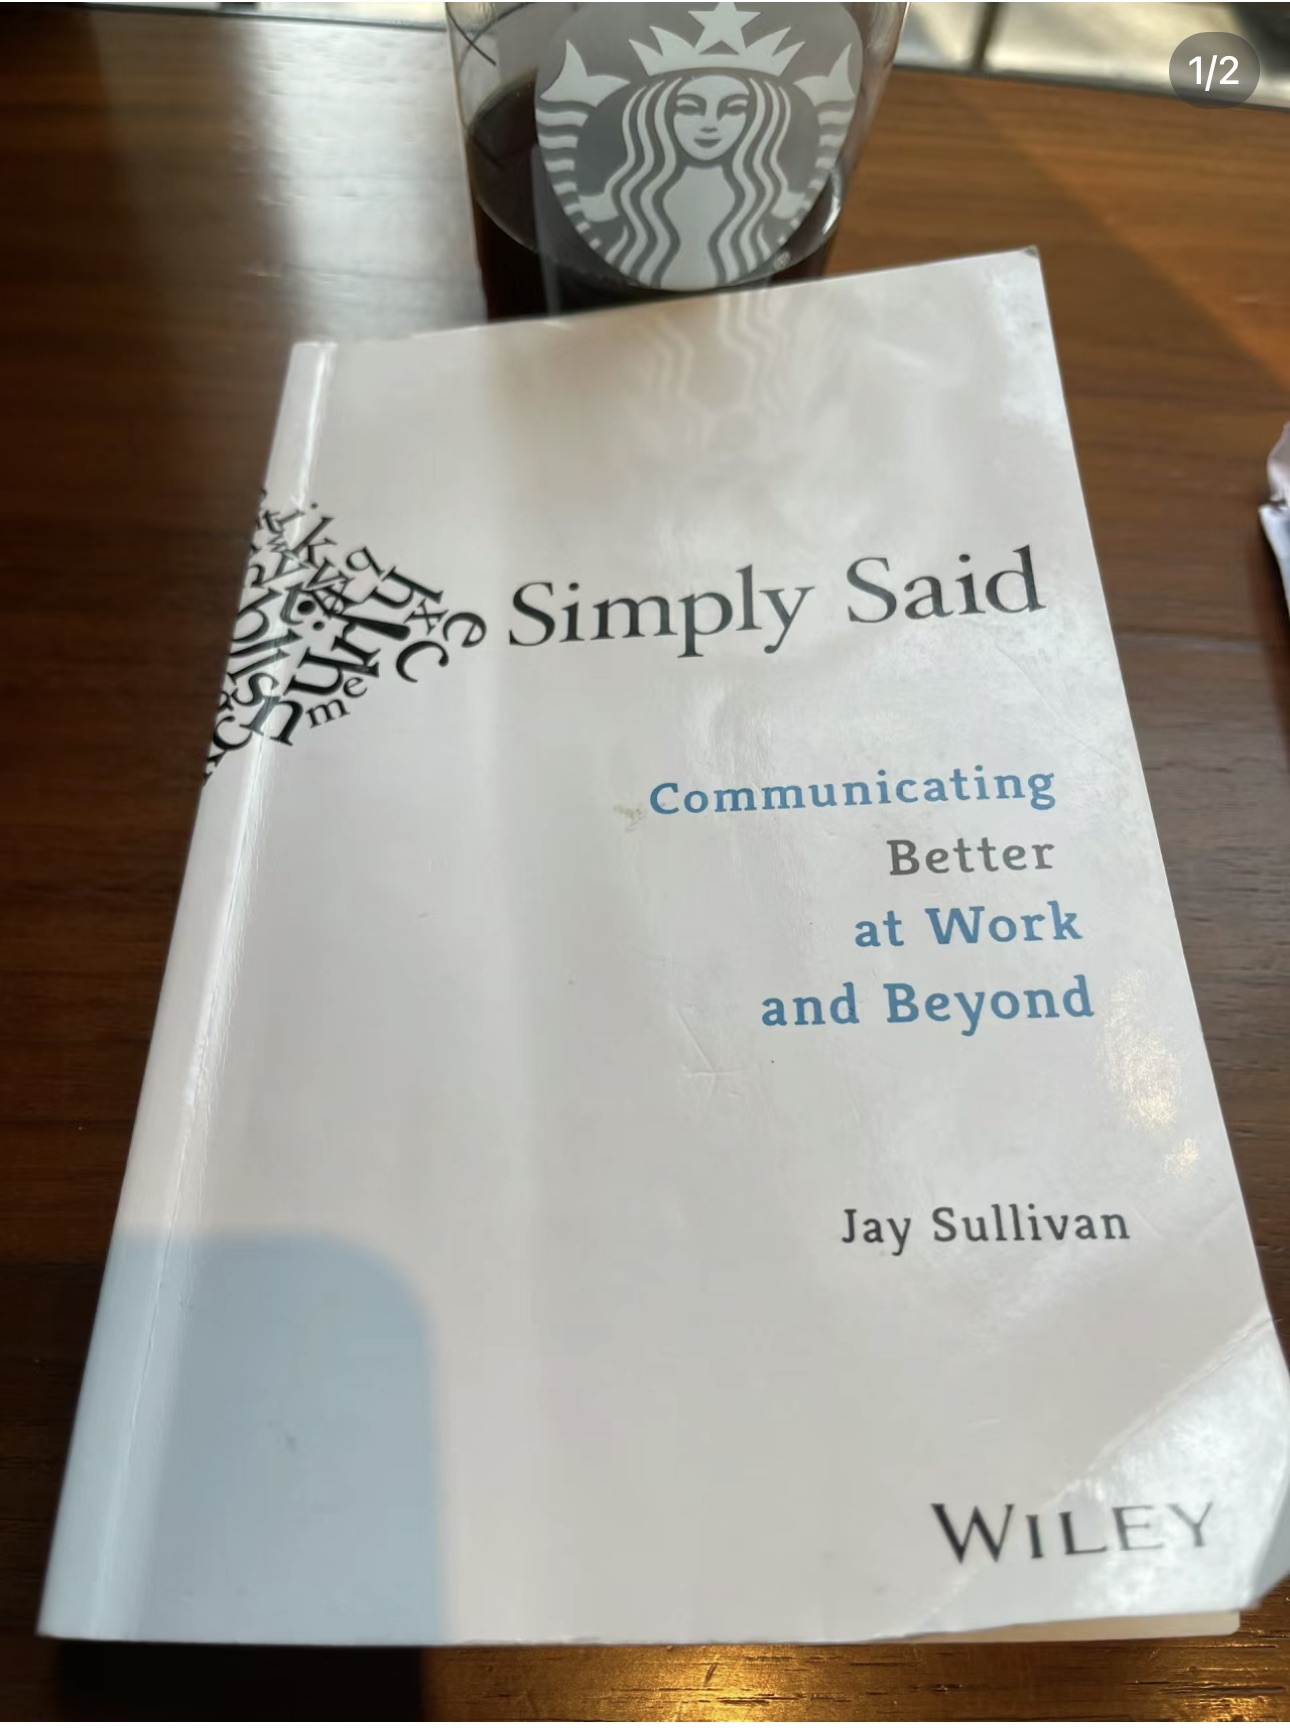 1/2
Simply Said
Communicating
Better
at Work
and Beyond
Jay Sullivan
WILEY